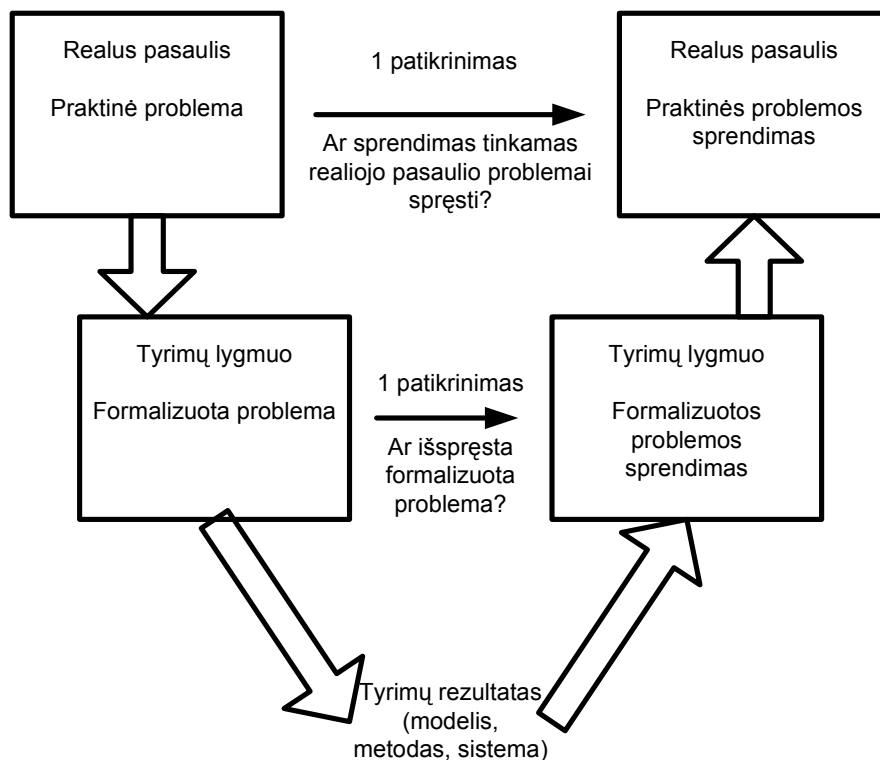 Realus pasaulis
Praktinė problema
1 patikrinimas
Ar sprendimas tinkamas
realiojo pasaulio problemai
spręsti?
Realus pasaulis
Praktinės problemos
sprendimas
Tyrimų lygmuo
Formalizuota problema
1 patikrinimas
Ar išspręsta
formalizuota
problema?
Tyrimų lygmuo
Formalizuotos
problemos
sprendimas
Tyrimų rezultatas
(modelis,
metodas, sistema)